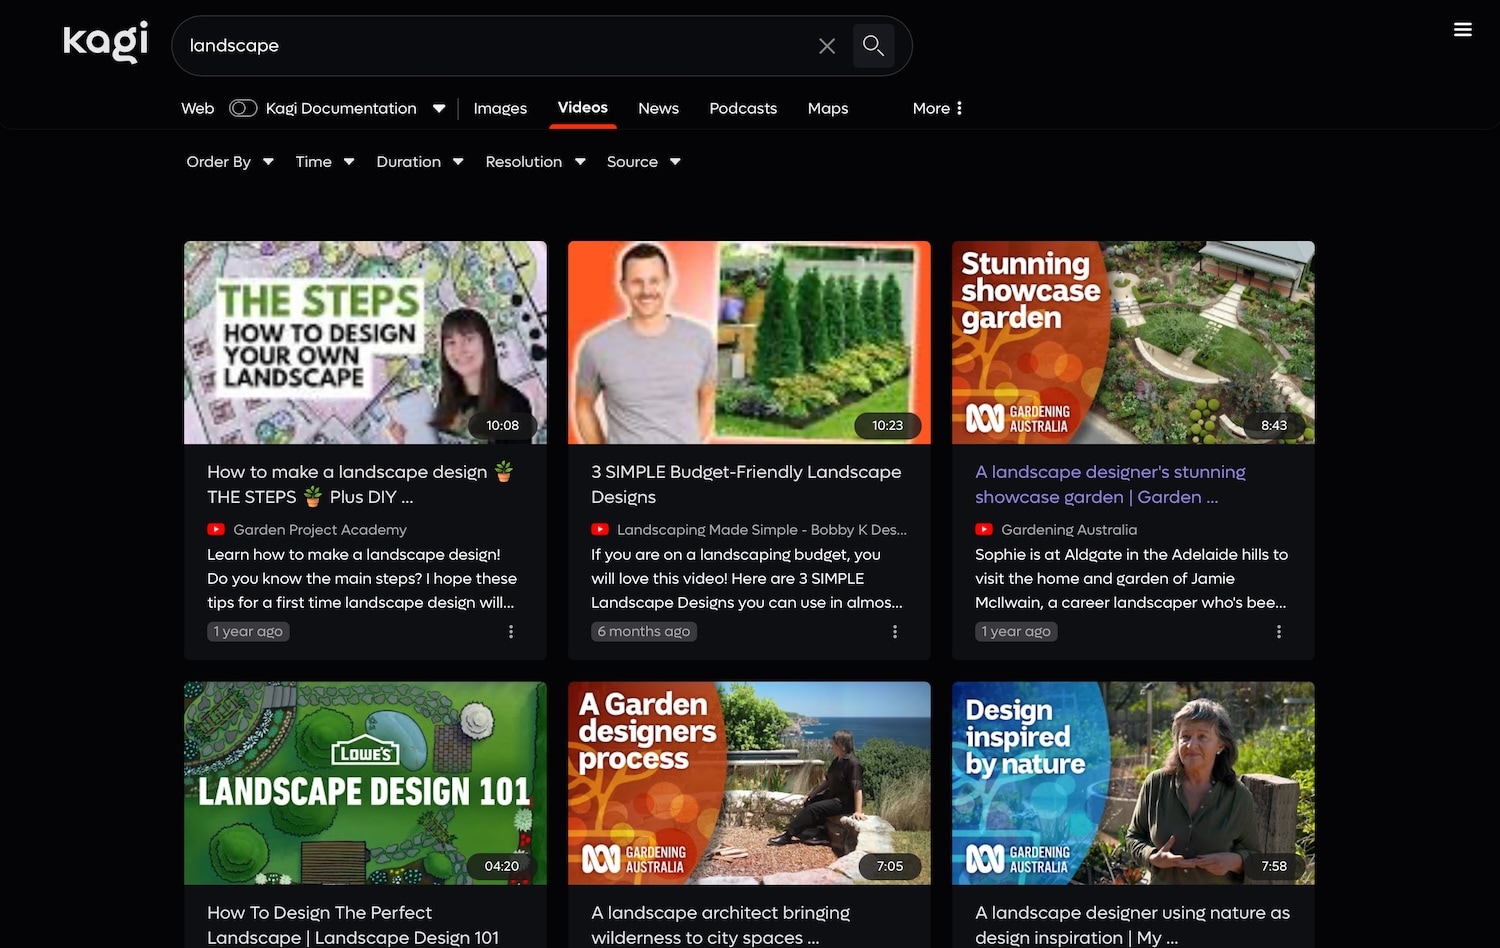 kagi
landscape
Web Kagi Documentation Images Videos News Podcasts Maps More
Order By Time Duration Resolution Source
THE STEPS
HOW TO DESIGN
YOUR OWN
LANDSCAPE
10:08
How to make a landscape design 🪴
THE STEPS 🪴 Plus DIY ...
Garden Project Academy
Learn how to make a landscape design!
Do you know the main steps? I hope these
tips for a first time landscape design will...
1 year ago
10:23
3 SIMPLE Budget-Friendly Landscape
Designs
Landscaping Made Simple - Bobby K Des...
If you are on a landscaping budget, you
will love this video! Here are 3 SIMPLE
Landscape Designs you can use in almos...
6 months ago
Stunning
showcase
garden
GARDENING
AUSTRALIA
8:43
A landscape designer's stunning
showcase garden | Garden ...
Gardening Australia
Sophie is at Aldgate in the Adelaide hills to
visit the home and garden of Jamie
McIlwain, a career landscaper who's bee...
1 year ago
LOWE'S
LANDSCAPE DESIGN 101
04:20
How To Design The Perfect
Landscape | Landscape Design 101
A Garden
designers
process
GARDENING
AUSTRALIA
7:05
A landscape architect bringing
wilderness to city spaces ...
Design
inspired
by nature
GARDENING
AUSTRALIA
7:58
A landscape designer using nature as
design inspiration | My ...